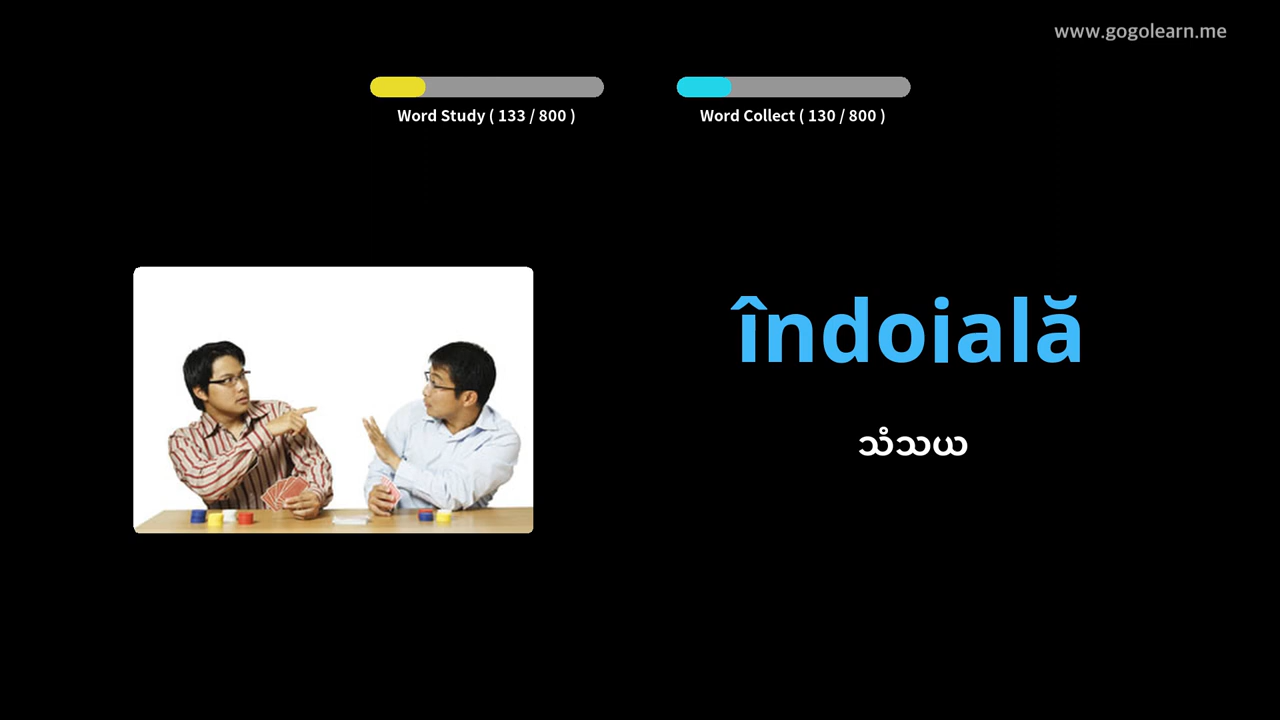 www.gogolearn.me
Word Study ( 133 / 800 )
Word Collect ( 130 / 800 )
îndoială
သံသယ